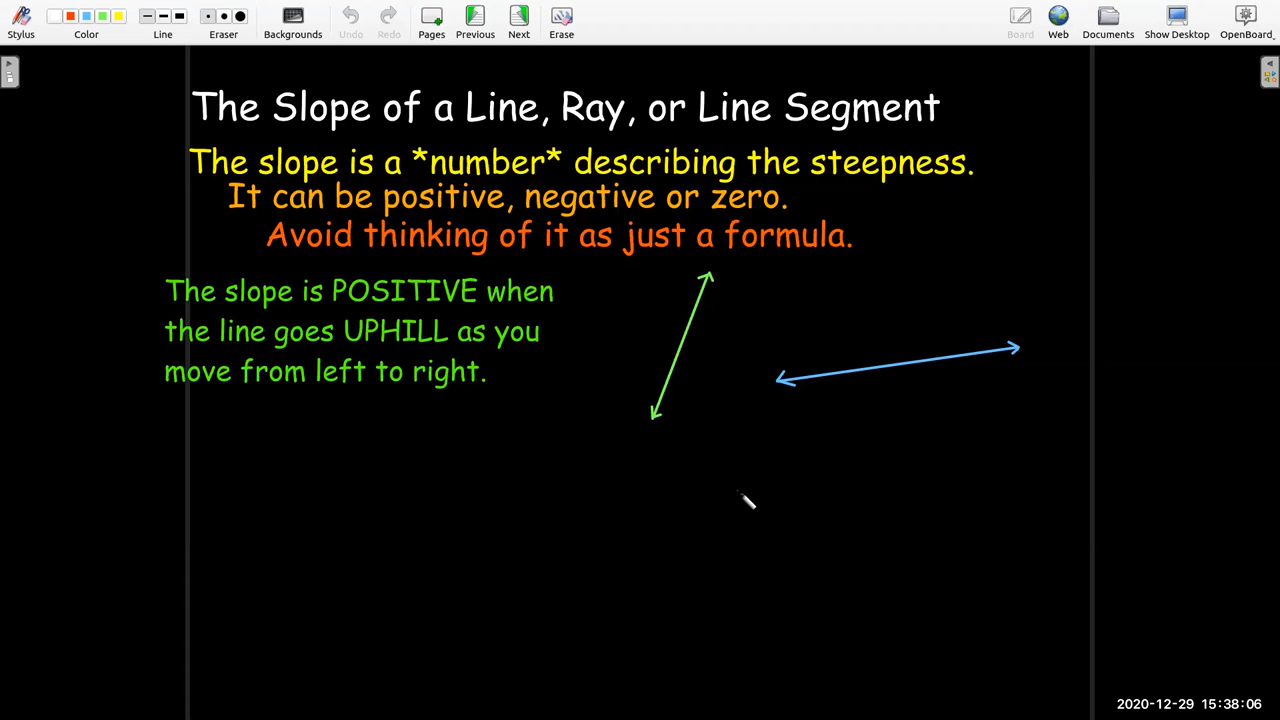 Stylus Color Line Eraser Backgrounds Undo Redo Pages Previous Next Erase Board Web Documents Show Desktop OpenBoard
The Slope of a Line, Ray, or Line Segment
The slope is a *number* describing the steepness.
It can be positive, negative or zero.
Avoid thinking of it as just a formula.
The slope is POSITIVE when
the line goes UPHILL as you
move from left to right.
2020-12-29 15:38:06